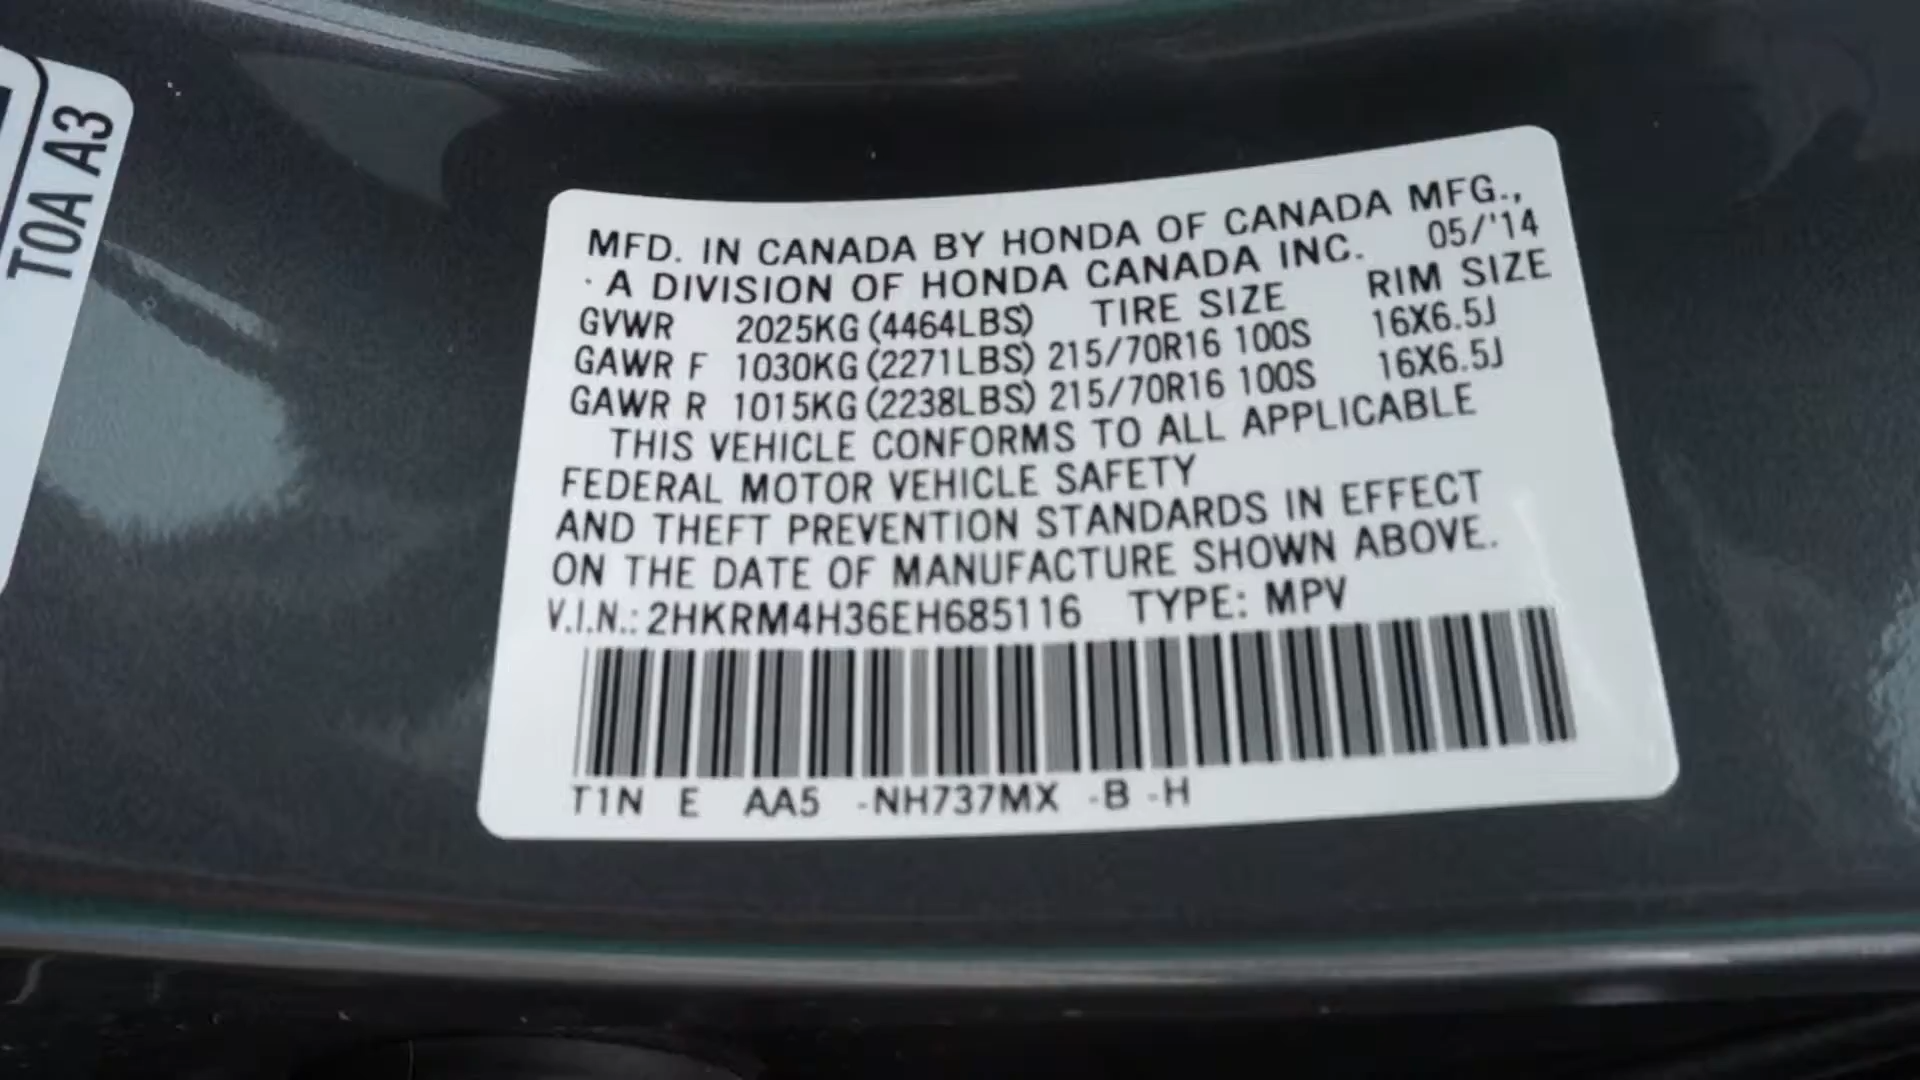 T0A A3
MFD. IN CANADA BY HONDA OF CANADA MFG.,
A DIVISION OF HONDA CANADA INC. 05/'14
GVWR 2025KG (4464LBS) TIRE SIZE RIM SIZE
GAWR F 1030KG (2271LBS) 215/70R16 100S 16X6.5J
GAWR R 1015KG (2238LBS) 215/70R16 100S 16X6.5J
THIS VEHICLE CONFORMS TO ALL APPLICABLE
FEDERAL MOTOR VEHICLE SAFETY
AND THEFT PREVENTION STANDARDS IN EFFECT
ON THE DATE OF MANUFACTURE SHOWN ABOVE.
V.I.N.: 2HKRM4H36EH685116 TYPE: MPV
T1N E AA5 -NH737MX -B -H